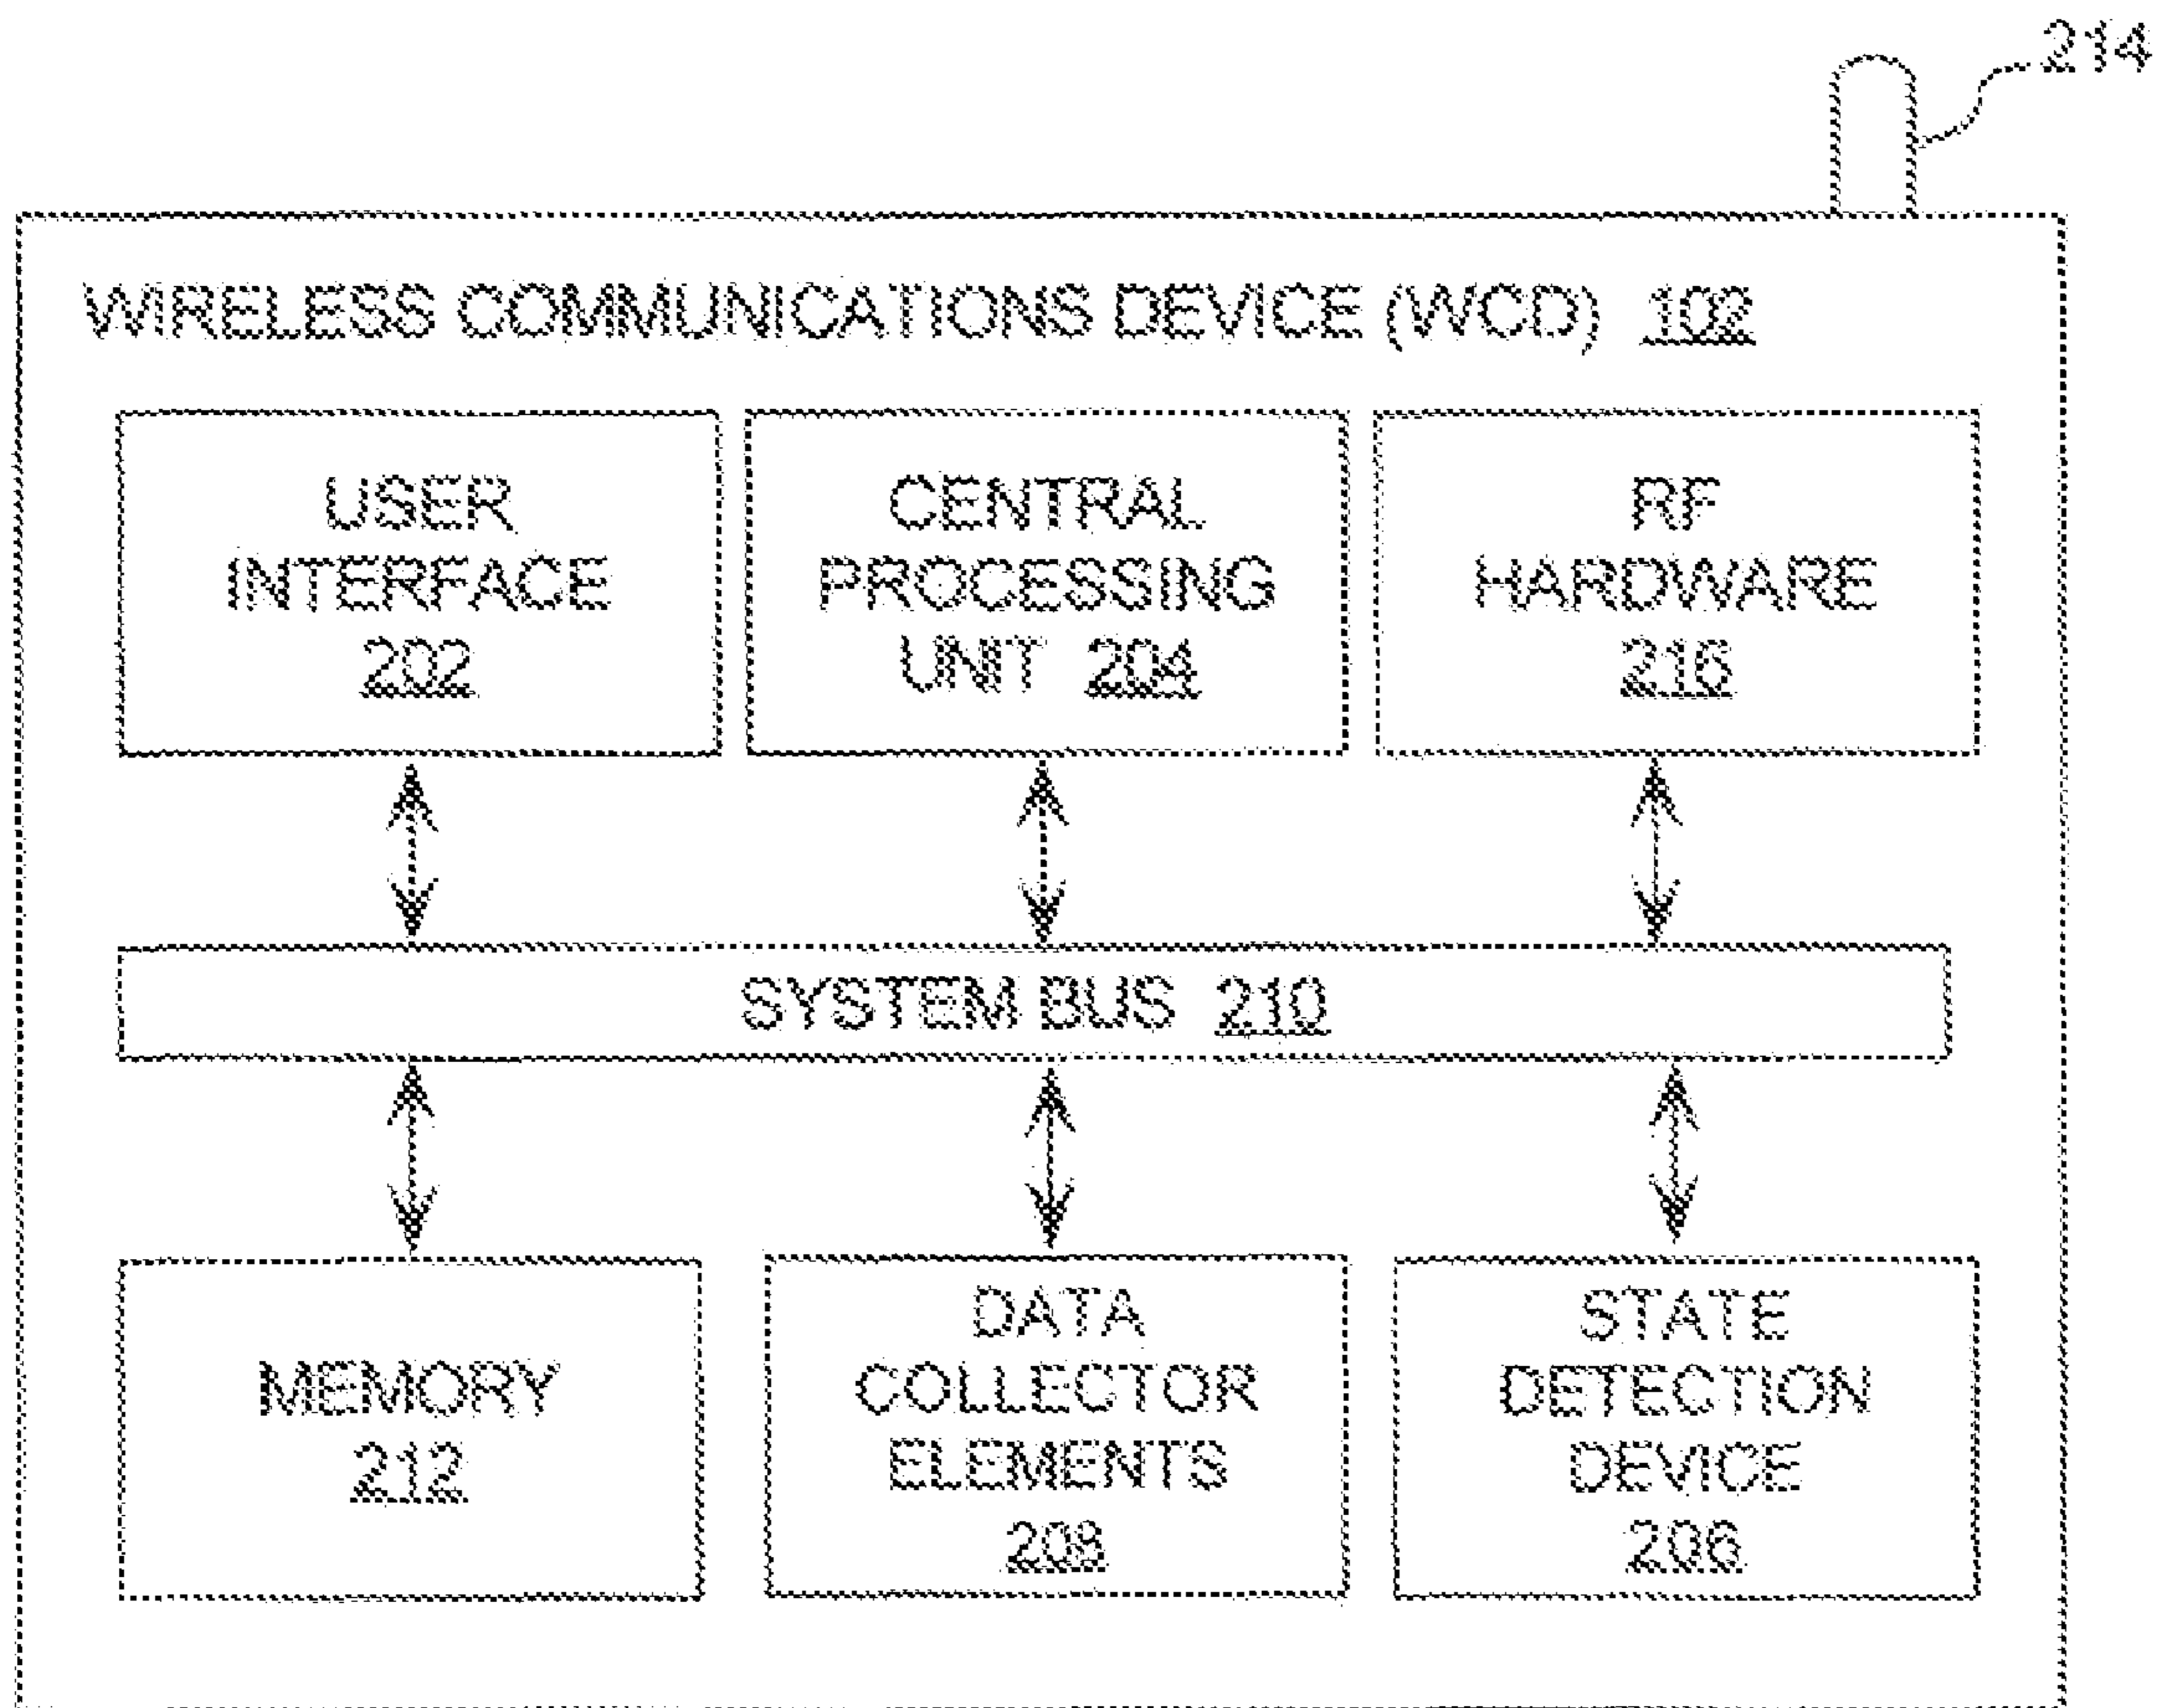 214
WIRELESS COMMUNICATIONS DEVICE (WCD) 102
USER
INTERFACE
202
CENTRAL
PROCESSING
UNIT 204
RF
HARDWARE
216
SYSTEM BUS 210
MEMORY
212
DATA
COLLECTOR
ELEMENTS
208
STATE
DETECTION
DEVICE
206